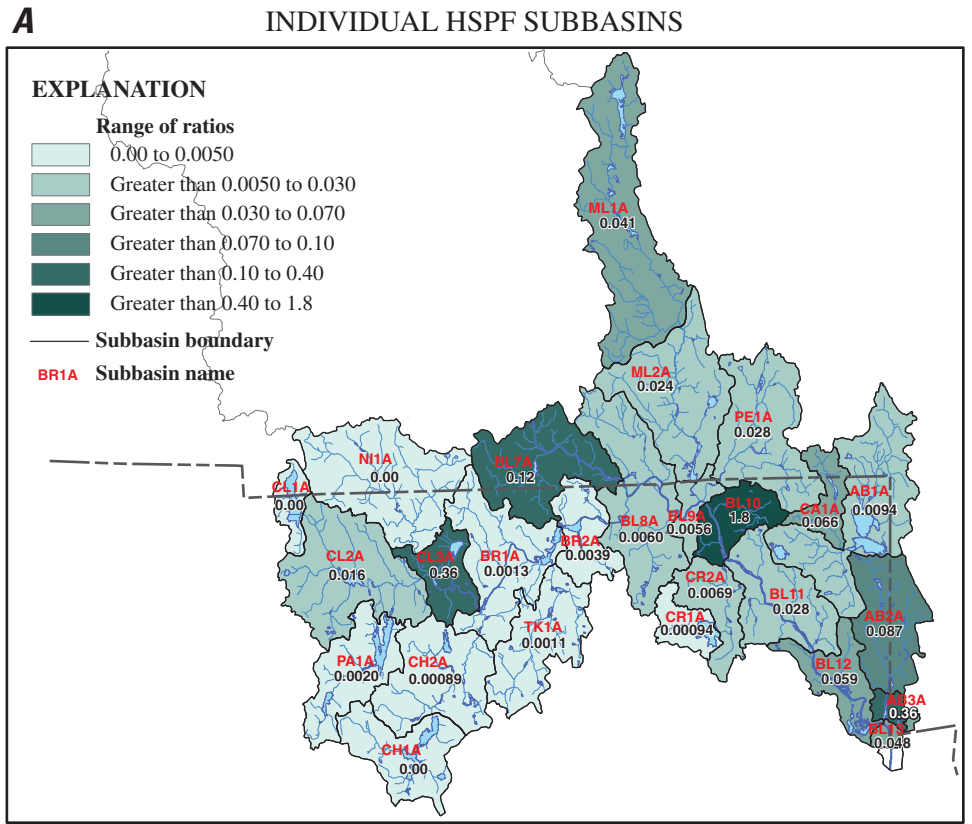 A
INDIVIDUAL HSPF SUBBASINS
EXPLANATION
Range of ratios
0.00 to 0.0050
Greater than 0.0050 to 0.030
Greater than 0.030 to 0.070
Greater than 0.070 to 0.10
Greater than 0.10 to 0.40
Greater than 0.40 to 1.8
Subbasin boundary
BR1A Subbasin name
ML1A
0.041
ML2A
0.024
PE1A
0.028
NI1A
0.00
BL7A
0.12
CL1A
0.00
BL8A
0.0060
BL9A
0.0056
BL10
1.8
CA1A
0.066
AB1A
0.0094
CL2A
0.016
CL3A
0.36
BR1A
0.0013
BR2A
0.0039
CR2A
0.0069
CR1A
0.00094
BL11
0.028
AB2A
0.087
TK1A
0.0011
PA1A
0.0020
CH2A
0.00089
BL12
0.059
AB3A
0.36
BL13
0.048
CH1A
0.00